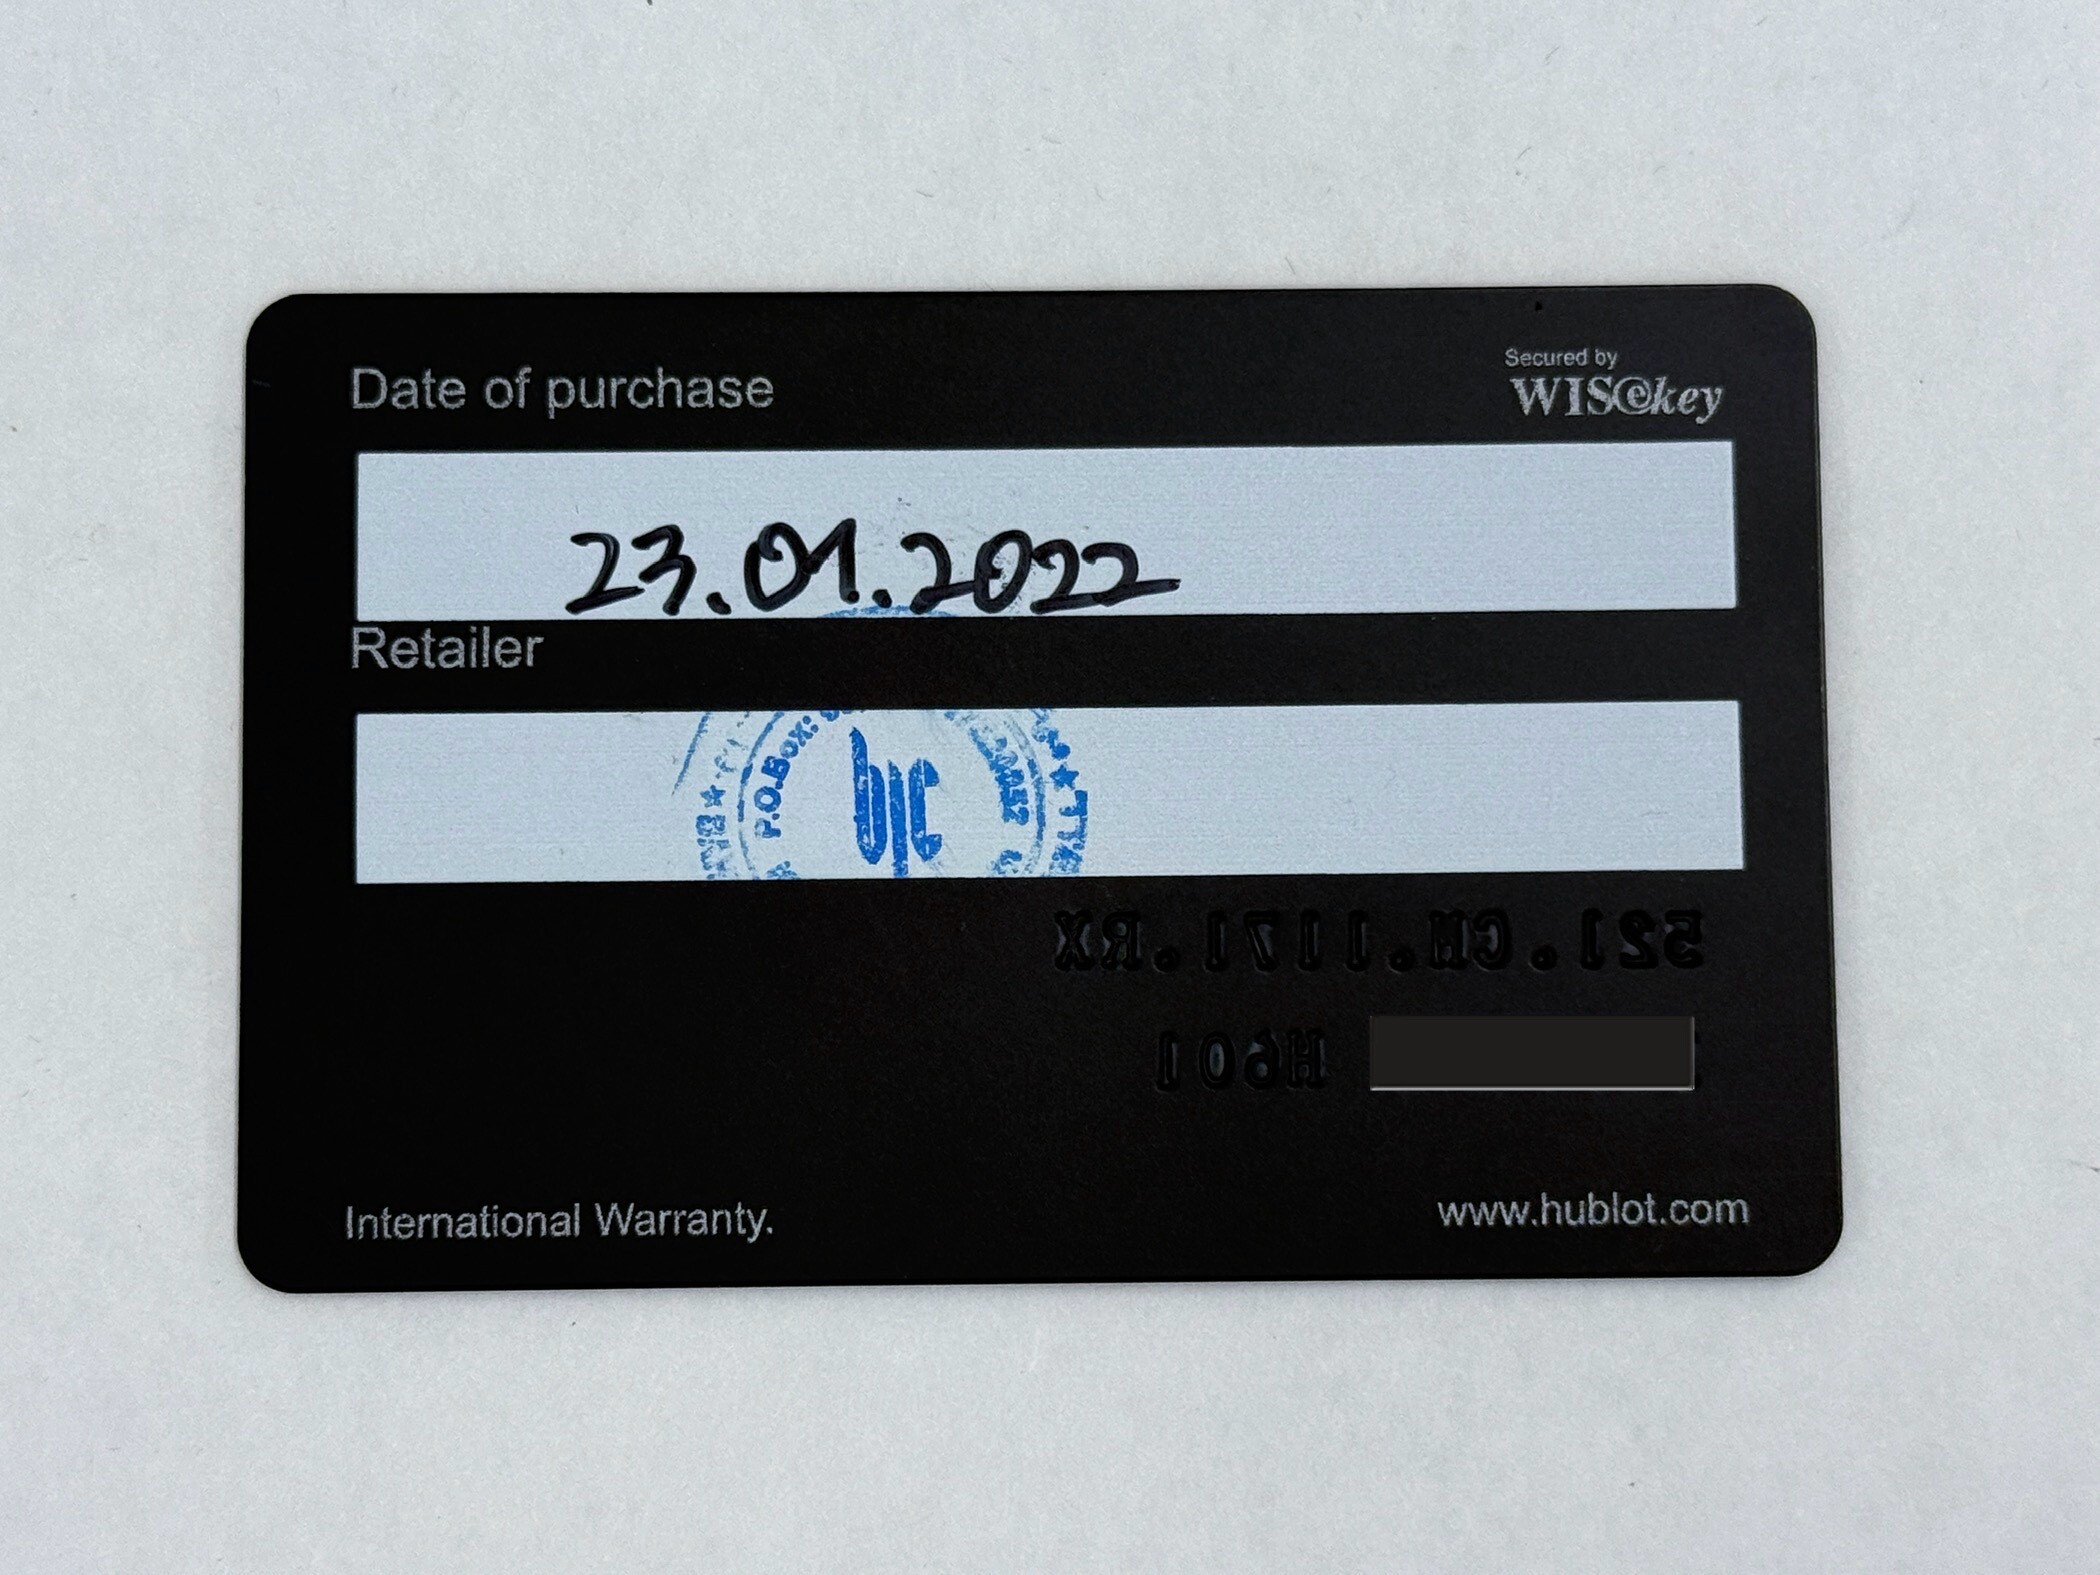 Date of purchase
Secured by
WISekey
23.01.2022
Retailer
P.O.Box:
521.CM.1171.RX
H601
International Warranty.
www.hublot.com